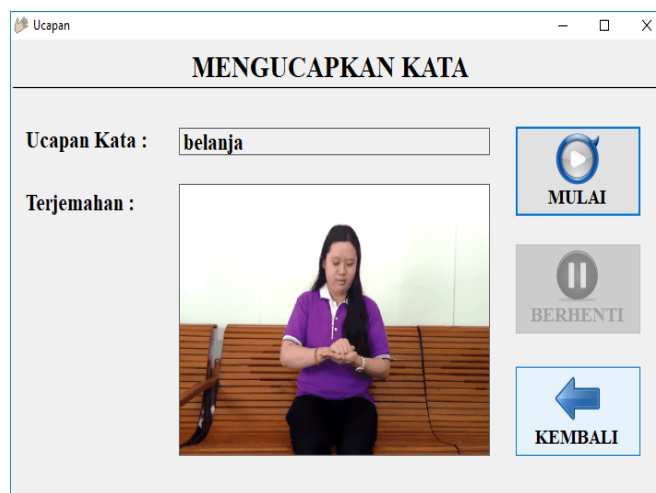 Ucapan
MENGUCAPKAN KATA
Ucapan Kata :
belanja
MULAI
Terjemahan :
BERHENTI
KEMBALI